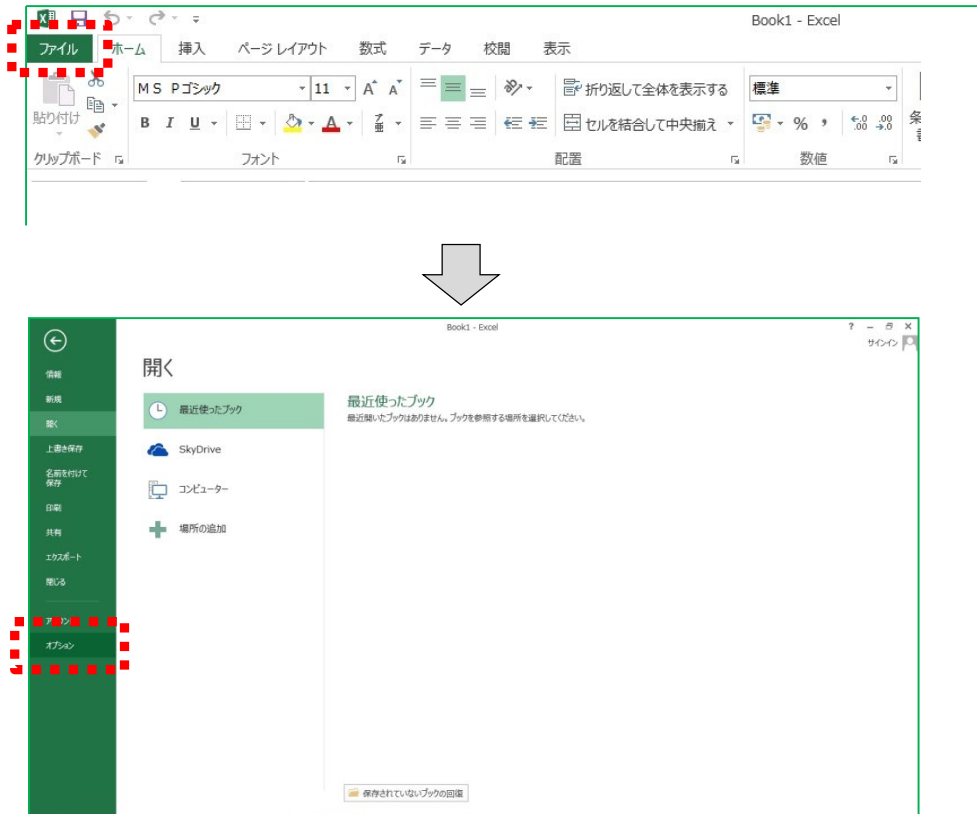 Book1 - Excel
ファイル ホーム 挿入 ページ レイアウト 数式 データ 校閲 表示
貼り付け
ＭＳ Ｐゴシック 11
折り返して全体を表示する
標準
B I U
セルを結合して中央揃え
%
クリップボード フォント 配置 数値
Book1 - Excel
サインイン
情報
新規
開く
上書き保存
名前を付けて
保存
印刷
共有
エクスポート
閉じる
オプション
開く
最近使ったブック
SkyDrive
コンピューター
場所の追加
最近使ったブック
最近開いたブックはありません。ブックを参照する場所を選択してください。
保存されていないブックの回復